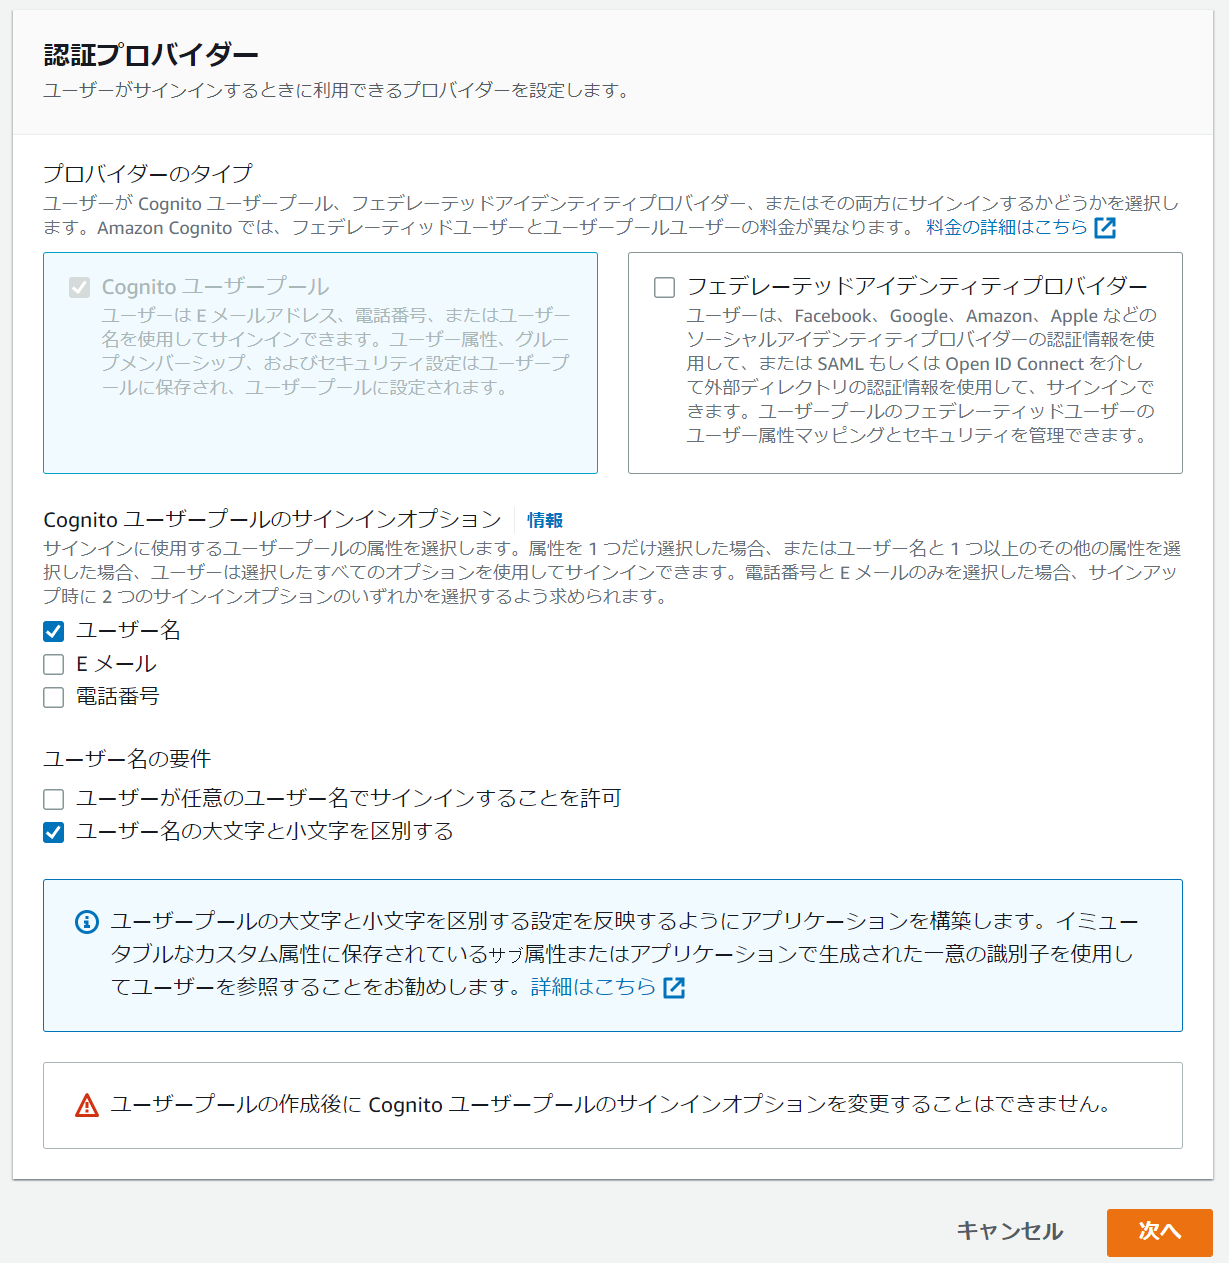 認証プロバイダー
ユーザーがサインインするときに利用できるプロバイダーを設定します。
プロバイダーのタイプ
ユーザーが Cognito ユーザープール、フェデレーテッドアイデンティティプロバイダー、またはその両方にサインインするかどうかを選択し
ます。Amazon Cognito では、フェデレーティッドユーザーとユーザープールユーザーの料金が異なります。 料金の詳細はこちら
Cognito ユーザープール
ユーザーは E メールアドレス、電話番号、またはユーザー
名を使用してサインインできます。ユーザー属性、グルー
プメンバーシップ、およびセキュリティ設定はユーザープ
ールに保存され、ユーザープールに設定されます。
フェデレーテッドアイデンティティプロバイダー
ユーザーは、Facebook、Google、Amazon、Apple などの
ソーシャルアイデンティティプロバイダーの認証情報を使
用して、または SAML もしくは Open ID Connect を介し
て外部ディレクトリの認証情報を使用して、サインインで
きます。ユーザープールのフェデレーティッドユーザーの
ユーザー属性マッピングとセキュリティを管理できます。
Cognito ユーザープールのサインインオプション 情報
サインインに使用するユーザープールの属性を選択します。属性を 1 つだけ選択した場合、またはユーザー名と 1 つ以上のその他の属性を選
択した場合、ユーザーは選択したすべてのオプションを使用してサインインできます。電話番号と E メールのみを選択した場合、サインアッ
プ時に 2 つのサインインオプションのいずれかを選択するよう求められます。
ユーザー名
E メール
電話番号
ユーザー名の要件
ユーザーが任意のユーザー名でサインインすることを許可
ユーザー名の大文字と小文字を区別する
ユーザープールの大文字と小文字を区別する設定を反映するようにアプリケーションを構築します。イミュー
タブルなカスタム属性に保存されているサブ属性またはアプリケーションで生成された一意の識別子を使用し
てユーザーを参照することをお勧めします。詳細はこちら
ユーザープールの作成後に Cognito ユーザープールのサインインオプションを変更することはできません。
キャンセル
次へ